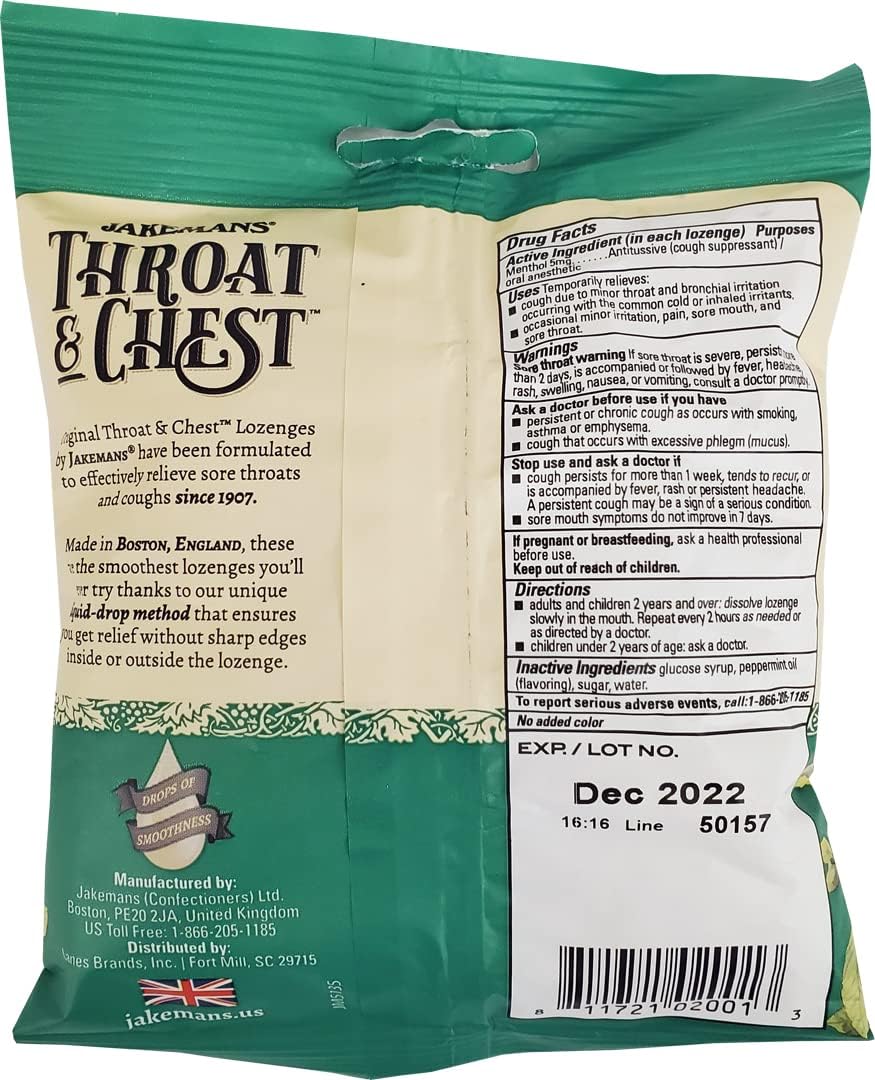 JAKEMANS®
THROAT
& CHEST™
Throat & Chest™ Lozenges
by JAKEMANS® have been formulated
to effectively relieve sore throats
and coughs since 1907.
Made in BOSTON, ENGLAND, these
the smoothest lozenges you'll
try thanks to our unique
liquid-drop method that ensures
you get relief without sharp edges
inside or outside the lozenge.
DROPS OF
SMOOTHNESS
Manufactured by:
Jakemans (Confectioners) Ltd.
Boston, PE20 2JA, United Kingdom
US Toll Free: 1-866-205-1185
Distributed by:
Lanes Brands, Inc. | Fort Mill, SC 29715
jakemans.us
Drug Facts
Active Ingredient (in each lozenge) Purposes
Menthol 5mg.......Antitussive (cough suppressant)/
oral anesthetic
Uses Temporarily relieves:
■ cough due to minor throat and bronchial irritation
occurring with the common cold or inhaled irritants.
■ occasional minor irritation, pain, sore mouth, and
sore throat.
Warnings
Sore throat warning If sore throat is severe, persists more
than 2 days, is accompanied or followed by fever, headache,
rash, swelling, nausea, or vomiting, consult a doctor promptly
Ask a doctor before use if you have
■ persistent or chronic cough as occurs with smoking,
asthma or emphysema.
■ cough that occurs with excessive phlegm (mucus).
Stop use and ask a doctor if
■ cough persists for more than 1 week, tends to recur, or
is accompanied by fever, rash or persistent headache.
A persistent cough may be a sign of a serious condition.
■ sore mouth symptoms do not improve in 7 days.
If pregnant or breastfeeding, ask a health professional
before use.
Keep out of reach of children.
Directions
■ adults and children 2 years and over: dissolve lozenge
slowly in the mouth. Repeat every 2 hours as needed or
as directed by a doctor.
■ children under 2 years of age: ask a doctor.
Inactive Ingredients glucose syrup, peppermint oil
(flavoring), sugar, water.
To report serious adverse events, call:1-866-205-1185
No added color
EXP. / LOT NO.
Dec 2022
16:16 Line 50157
8 11721 02001 3